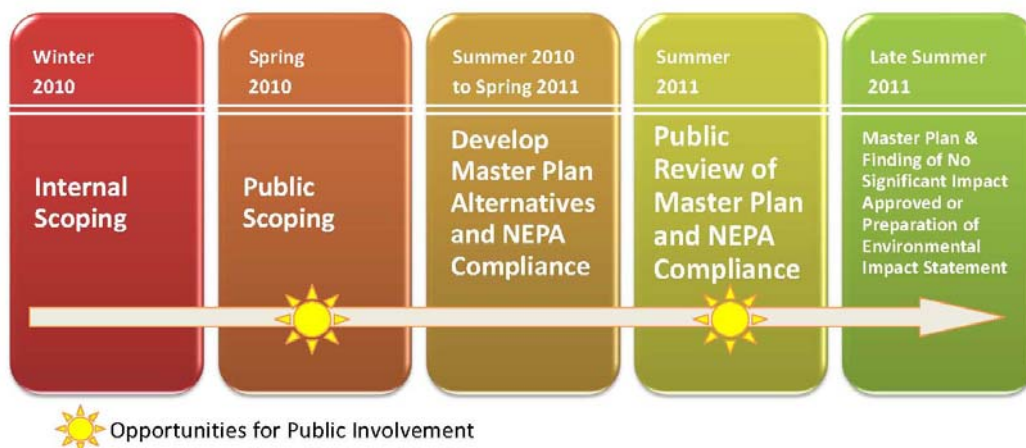 Winter
2010
Internal
Scoping
Spring
2010
Public
Scoping
Summer 2010
to Spring 2011
Develop
Master Plan
Alternatives
and NEPA
Compliance
Summer
2011
Public
Review of
Master Plan
and NEPA
Compliance
Late Summer
2011
Master Plan &
Finding of No
Significant Impact
Approved or
Preparation of
Environmental
Impact Statement
Opportunities for Public Involvement